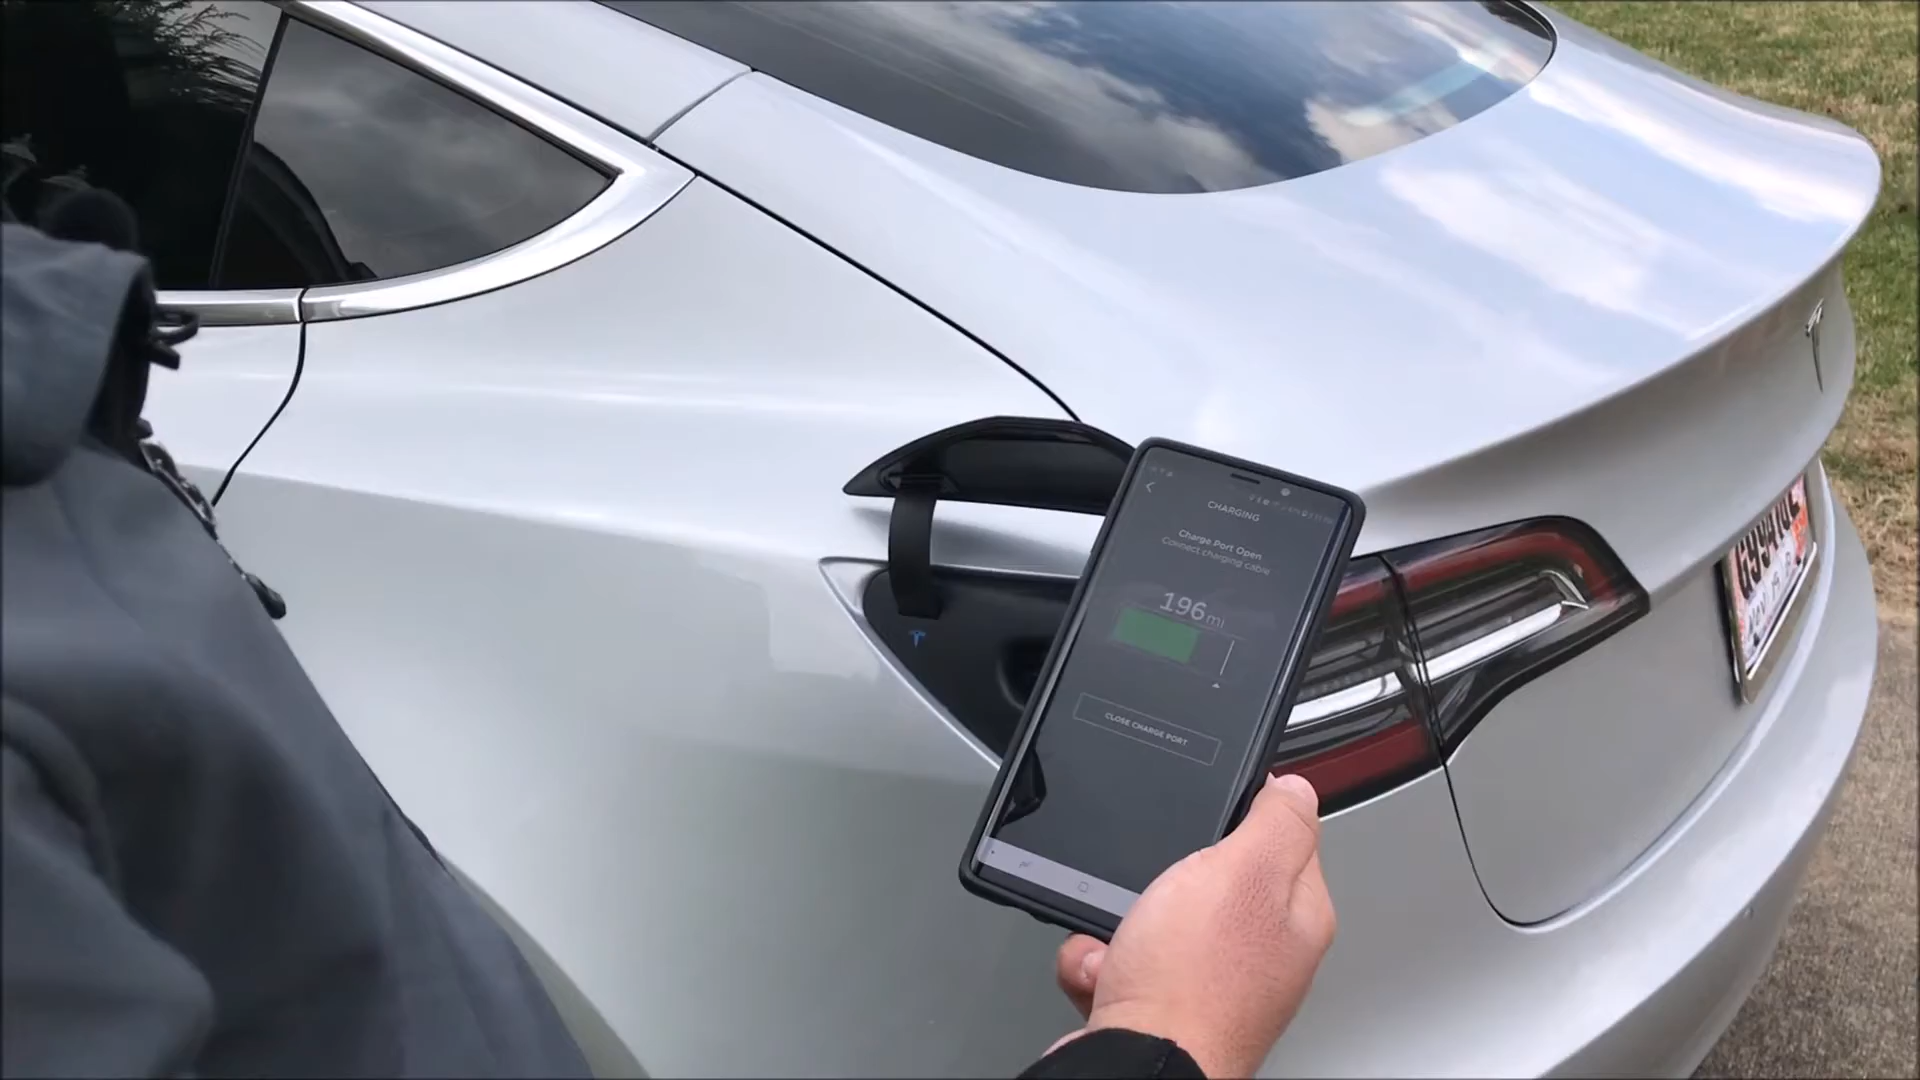 CHARGING
Charge Port Open
Connect charging cable
196 mi
CLOSE CHARGE PORT